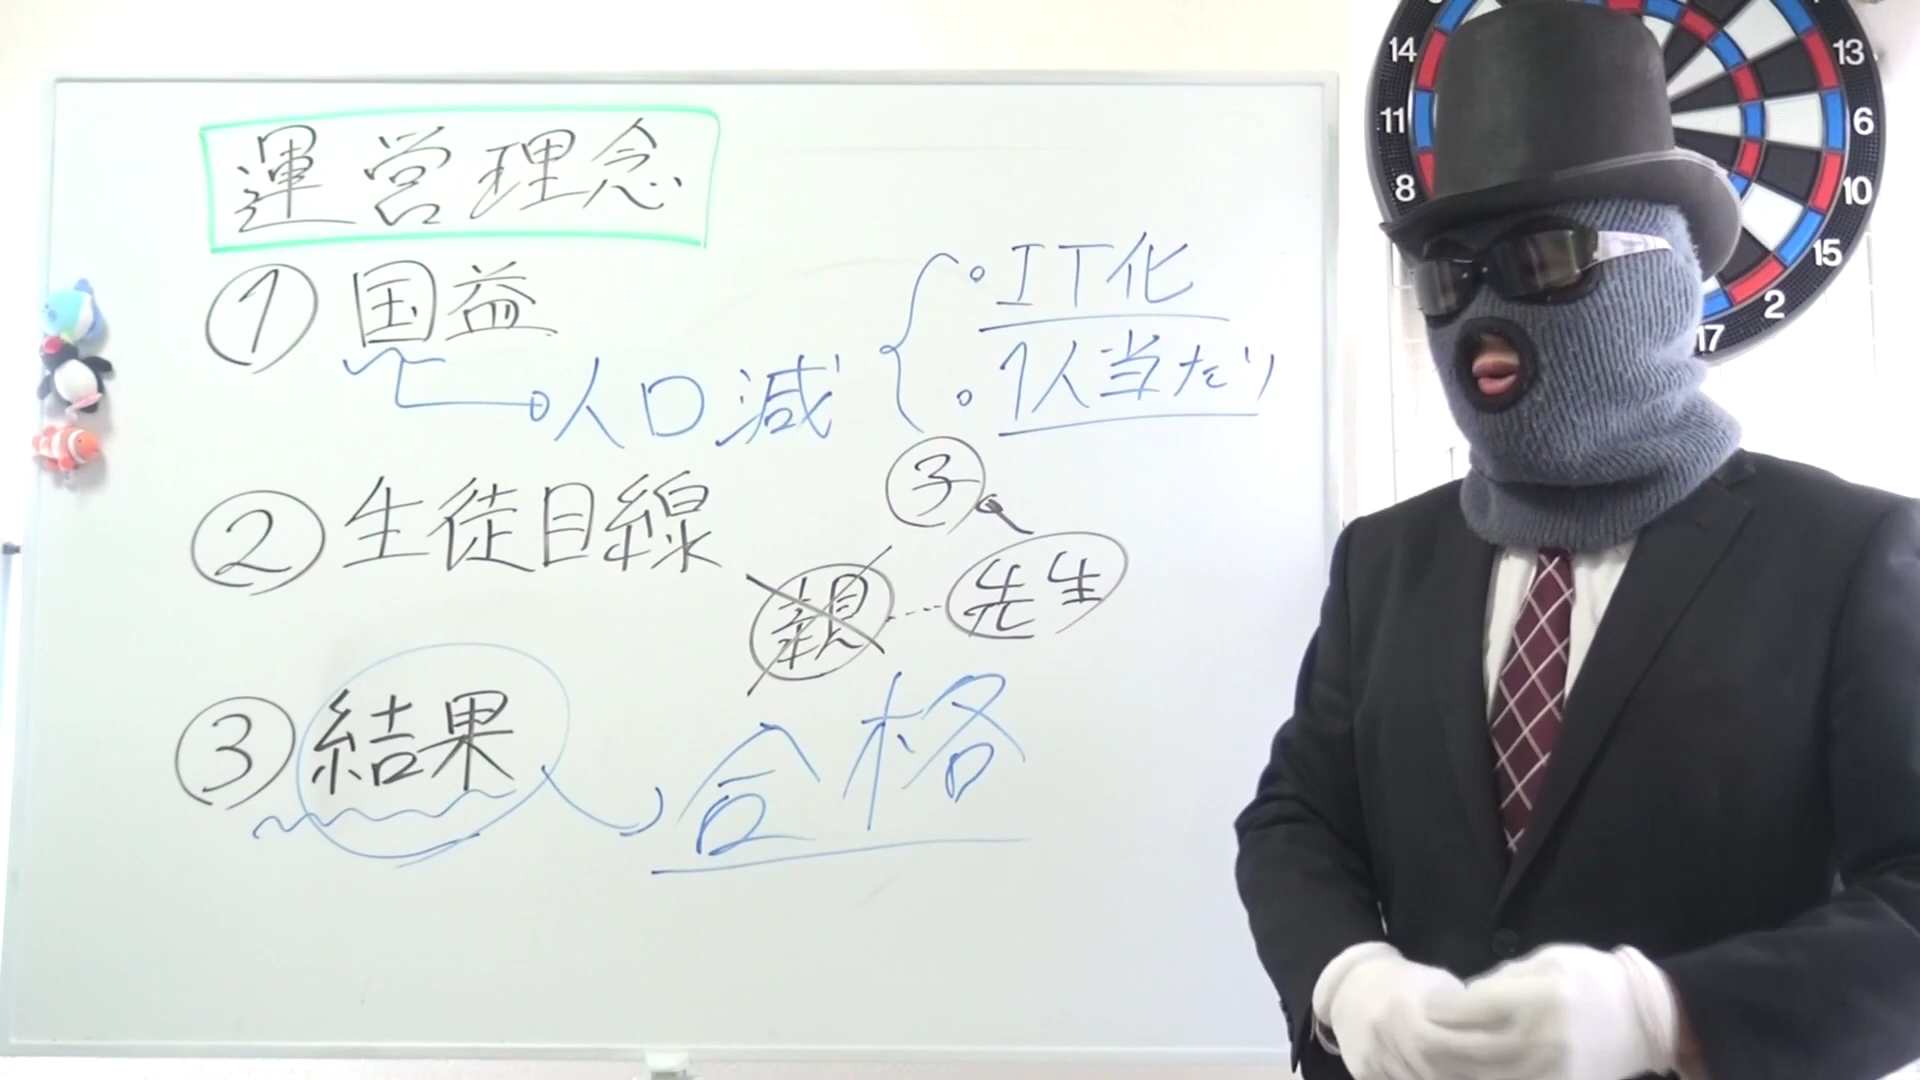 運営理念
① 国益
人口減
。IT化
。1人当たり
② 生徒目線
③
親…先生
③ 結果
合格
14
11
8
13
6
10
15
2
17